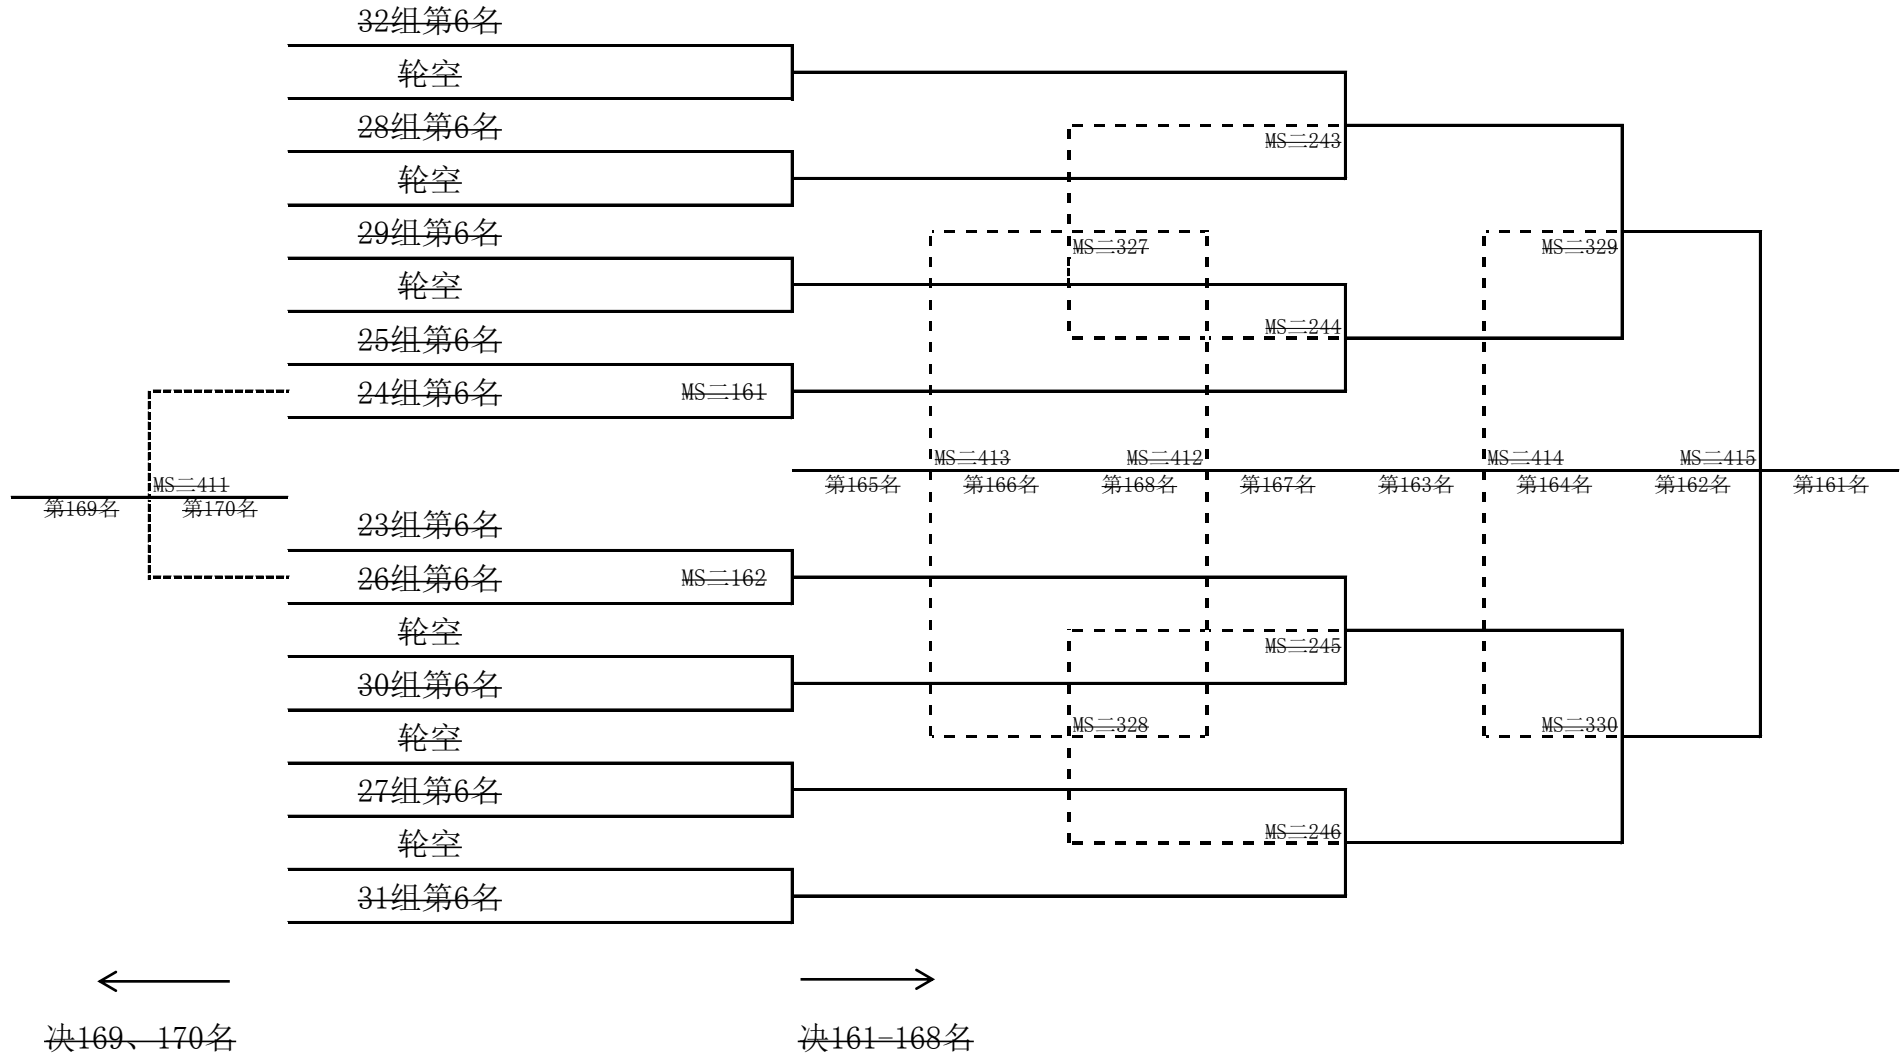 32组第6名
轮空
28组第6名
MS二243
轮空
29组第6名
MS二327
MS二329
轮空
MS二244
25组第6名
24组第6名
MS二161
MS二413
MS二412
MS二414
MS二415
第165名
第166名
第168名
第167名
第163名
第164名
第162名
第161名
MS二411
第169名
第170名
23组第6名
26组第6名
MS二162
轮空
MS二245
30组第6名
MS二328
MS二330
轮空
27组第6名
MS二246
轮空
31组第6名
决169、170名
决161-168名